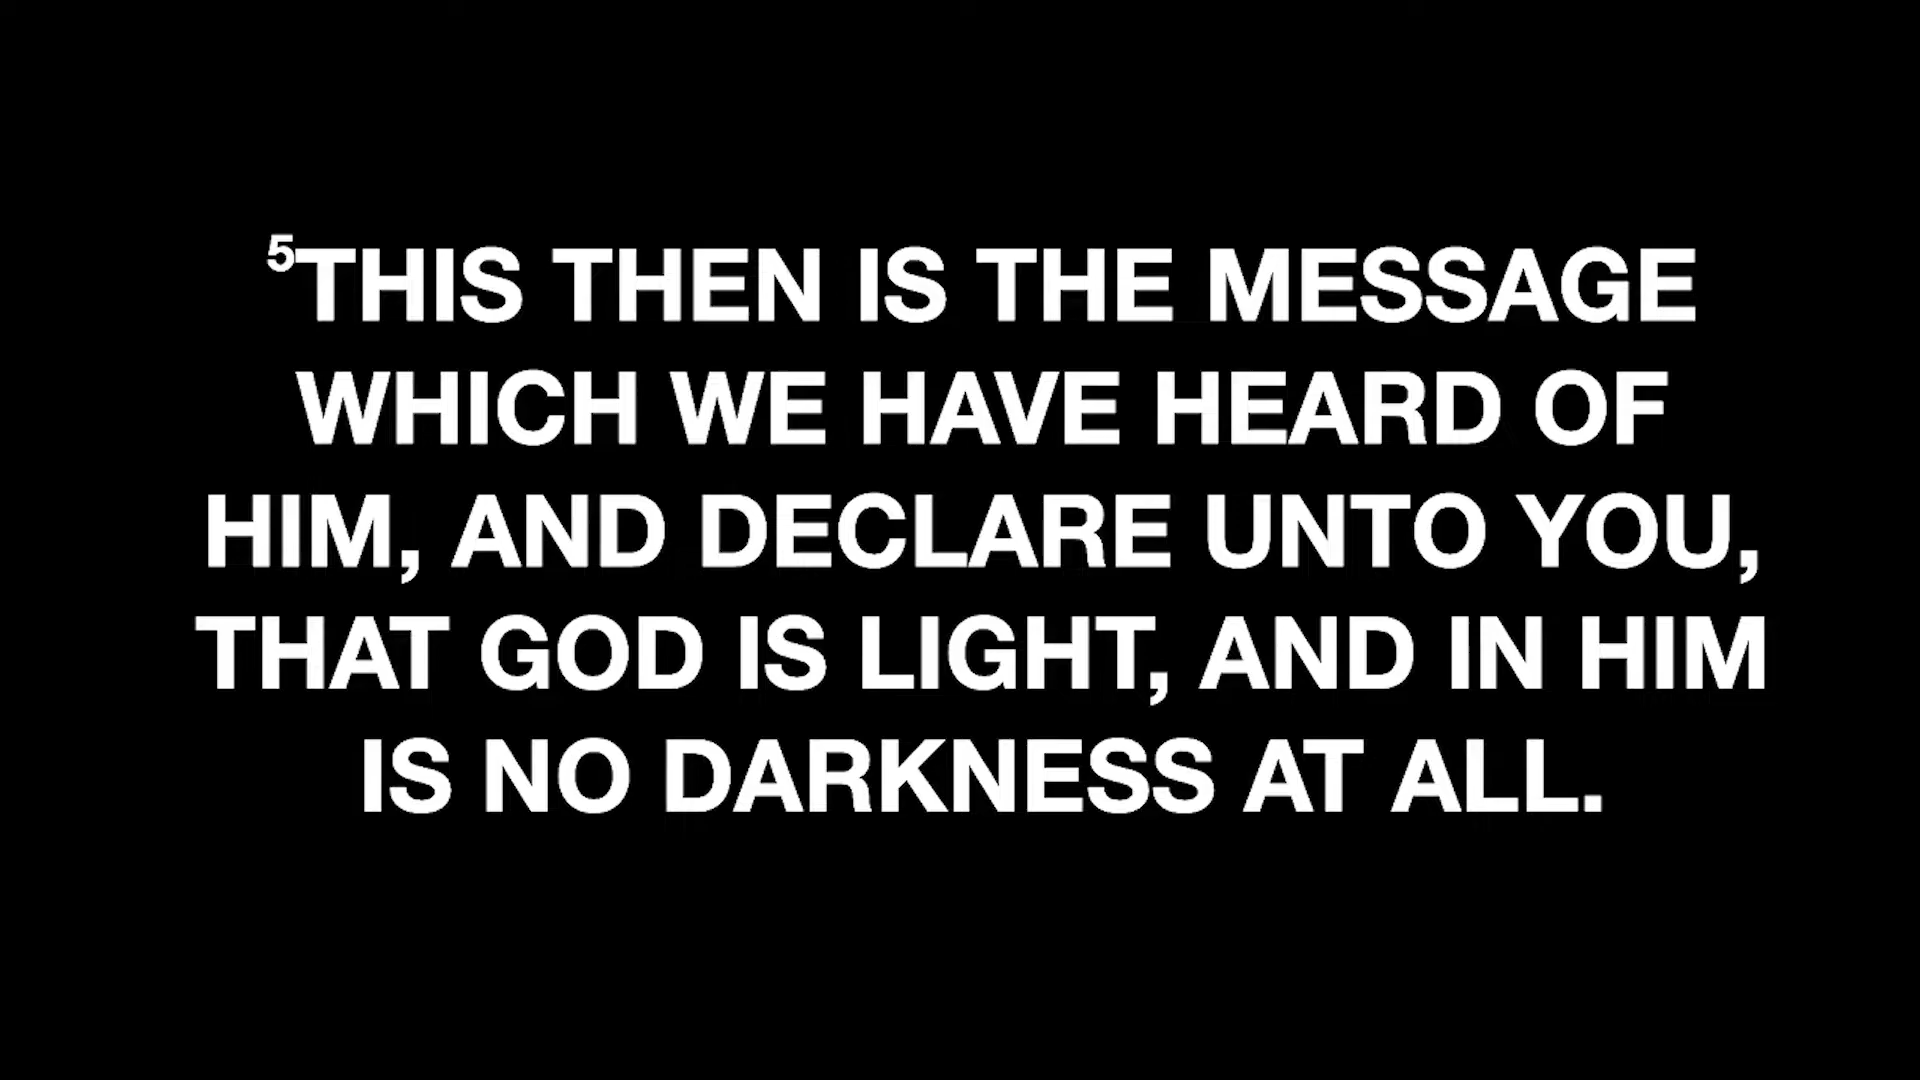 ⁵THIS THEN IS THE MESSAGE
WHICH WE HAVE HEARD OF
HIM, AND DECLARE UNTO YOU,
THAT GOD IS LIGHT, AND IN HIM
IS NO DARKNESS AT ALL.